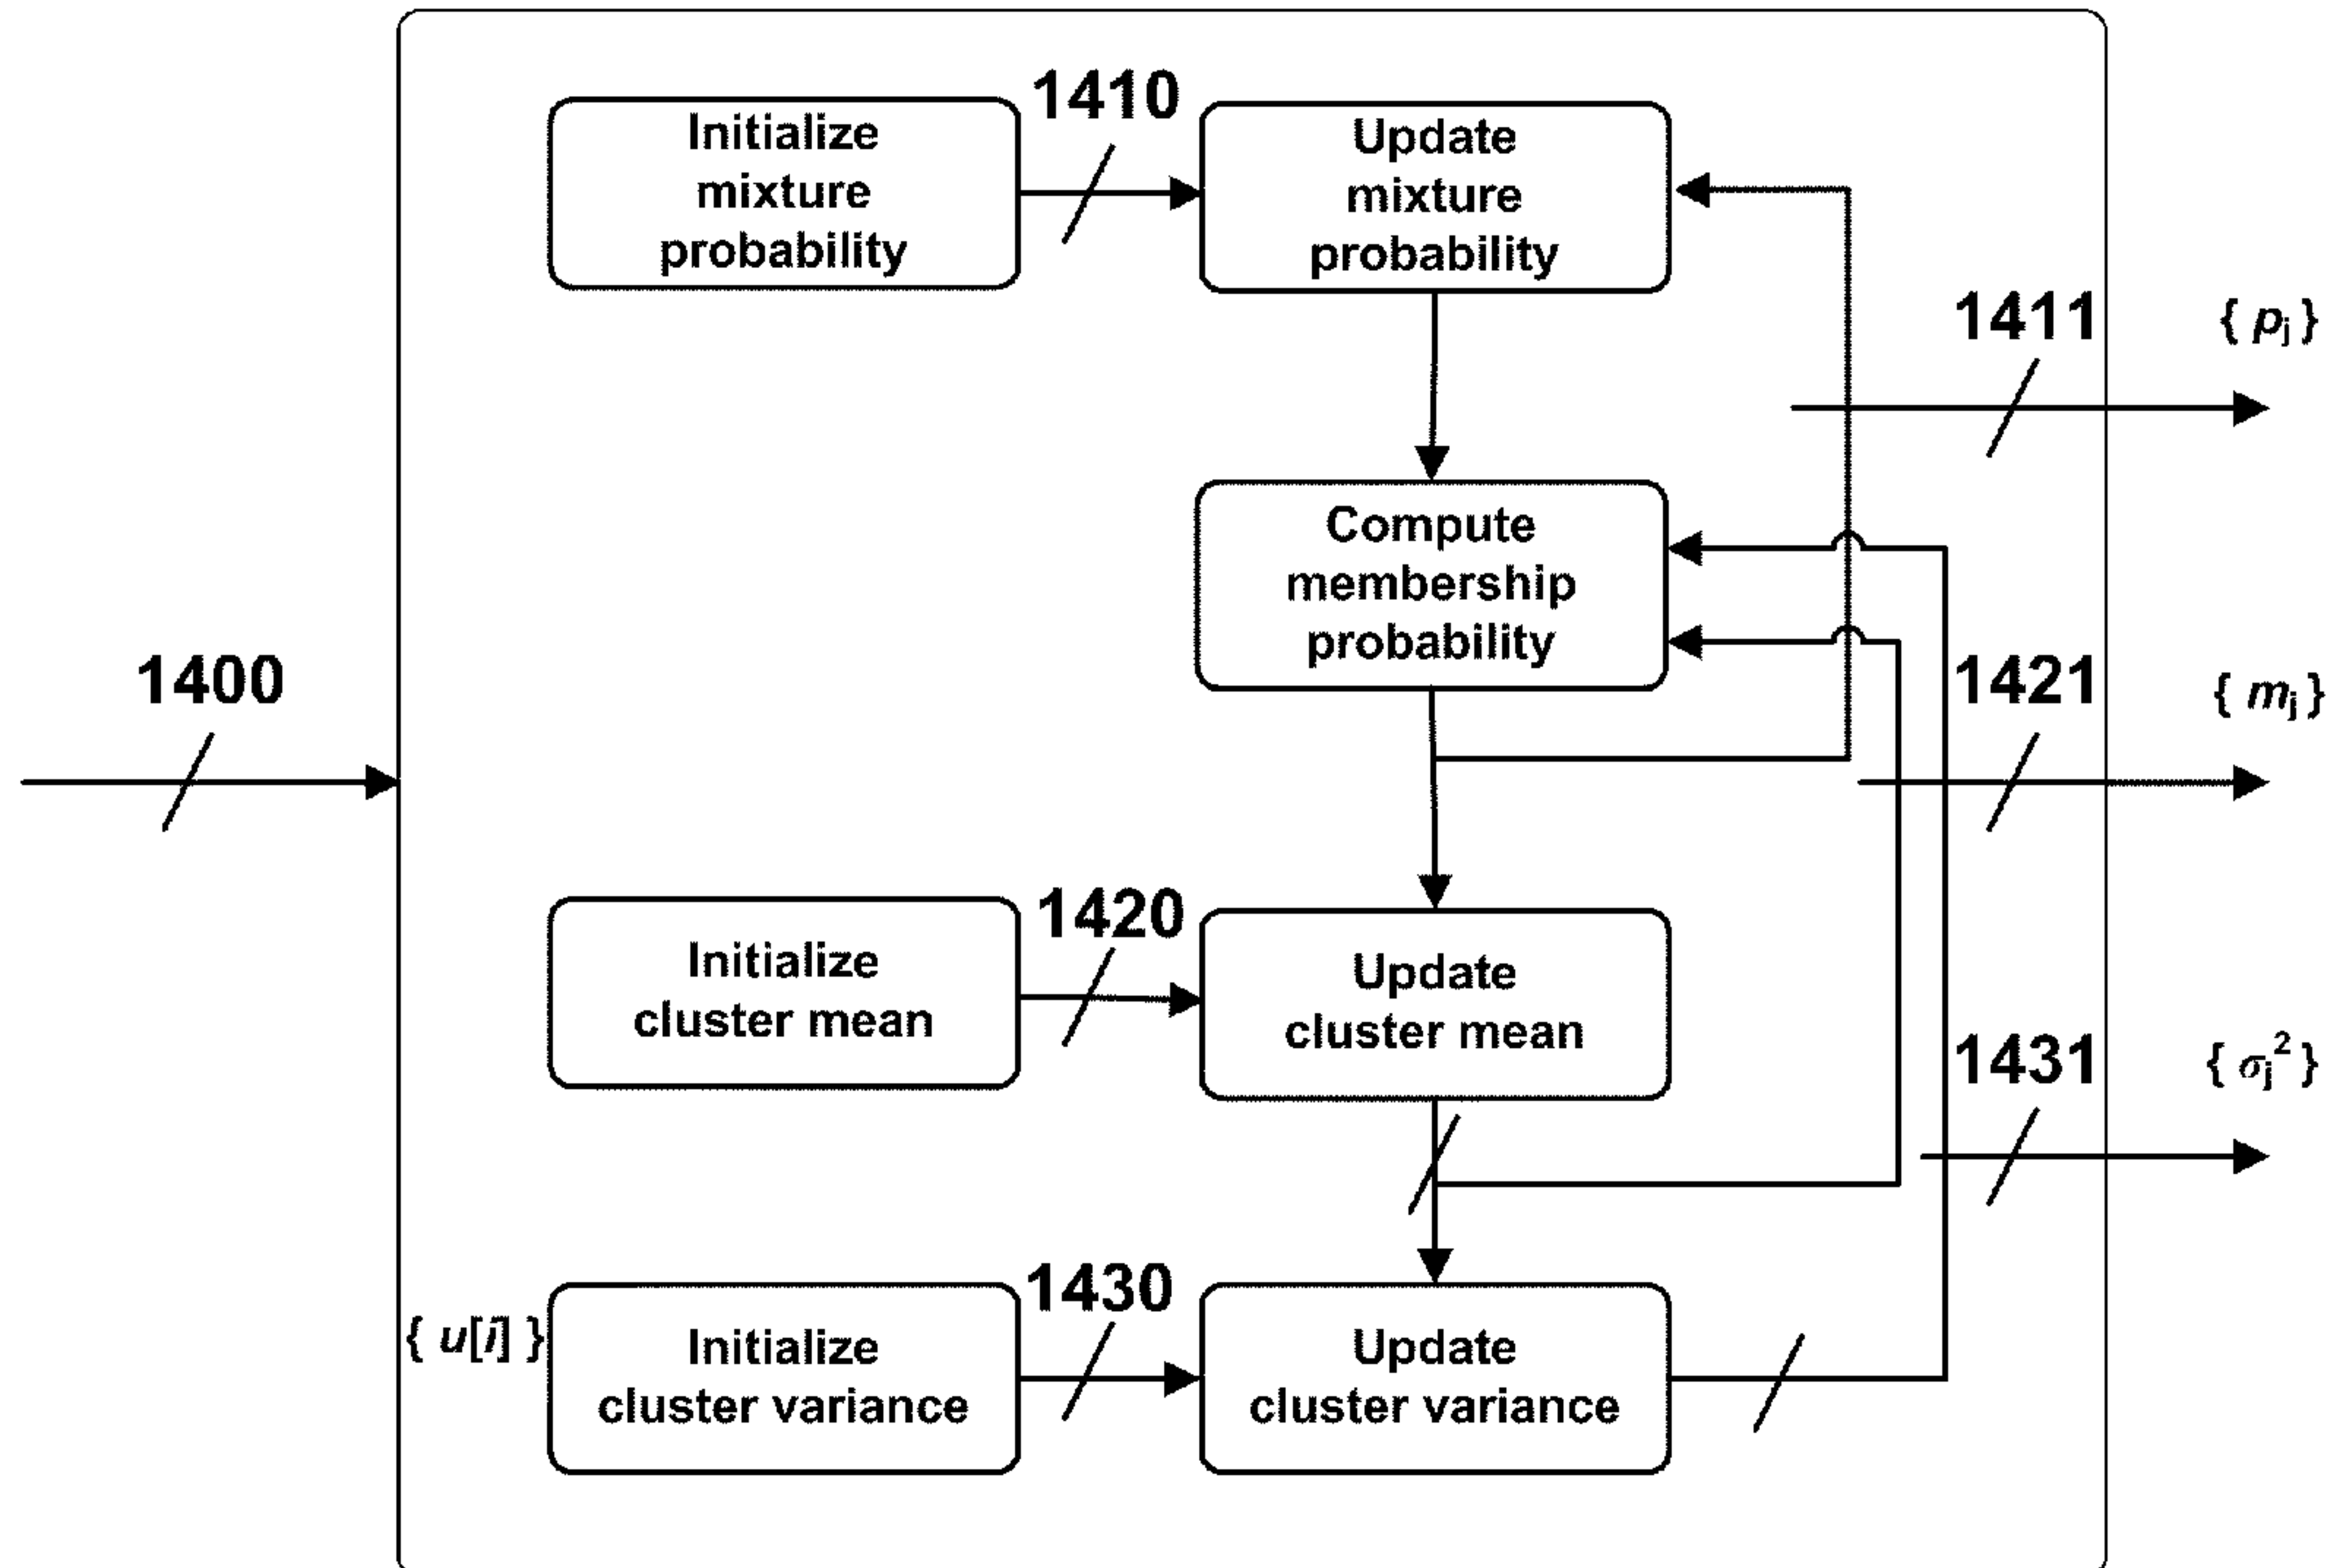 1410
Initialize
mixture
probability
Update
mixture
probability
1411
{ pj }
Compute
membership
probability
1400
1421
{ mj }
1420
Initialize
cluster mean
Update
cluster mean
1431
{ σj² }
1430
{ u[i] }
Initialize
cluster variance
Update
cluster variance